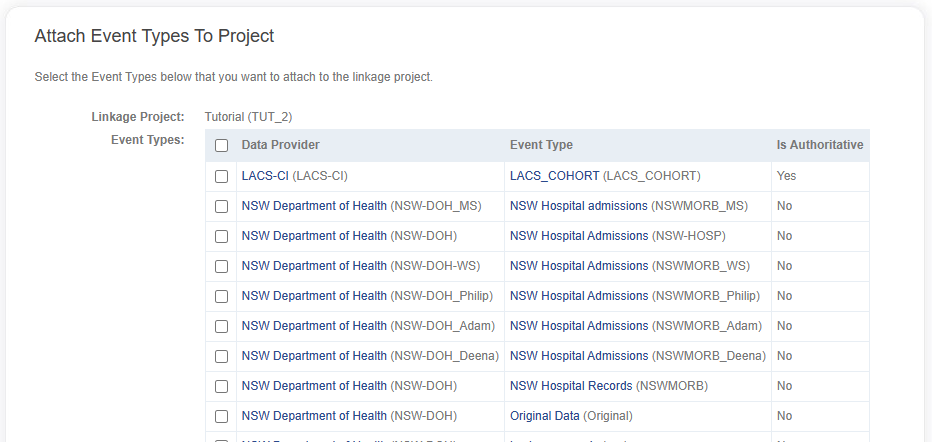 Attach Event Types To Project
Select the Event Types below that you want to attach to the linkage project.
Linkage Project: Tutorial (TUT_2)
Event Types:
Data Provider Event Type Is Authoritative
LACS-CI (LACS-CI) LACS_COHORT (LACS_COHORT) Yes
NSW Department of Health (NSW-DOH_MS) NSW Hospital admissions (NSWMORB_MS) No
NSW Department of Health (NSW-DOH) NSW Hospital Admissions (NSW-HOSP) No
NSW Department of Health (NSW-DOH-WS) NSW Hospital Admissions (NSWMORB_WS) No
NSW Department of Health (NSW-DOH_Philip) NSW Hospital Admissions (NSWMORB_Philip) No
NSW Department of Health (NSW-DOH_Adam) NSW Hospital Admissions (NSWMORB_Adam) No
NSW Department of Health (NSW-DOH_Deena) NSW Hospital Admissions (NSWMORB_Deena) No
NSW Department of Health (NSW-DOH) NSW Hospital Records (NSWMORB) No
NSW Department of Health (NSW-DOH) Original Data (Original) No